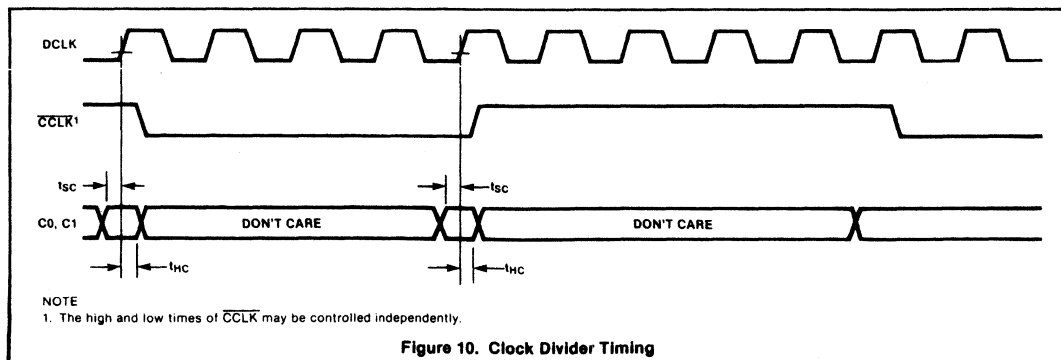 DCLK
CCLK¹
tSC
tSC
C0, C1
DON'T CARE
DON'T CARE
tHC
tHC
NOTE
1. The high and low times of CCLK may be controlled independently.
Figure 10. Clock Divider Timing